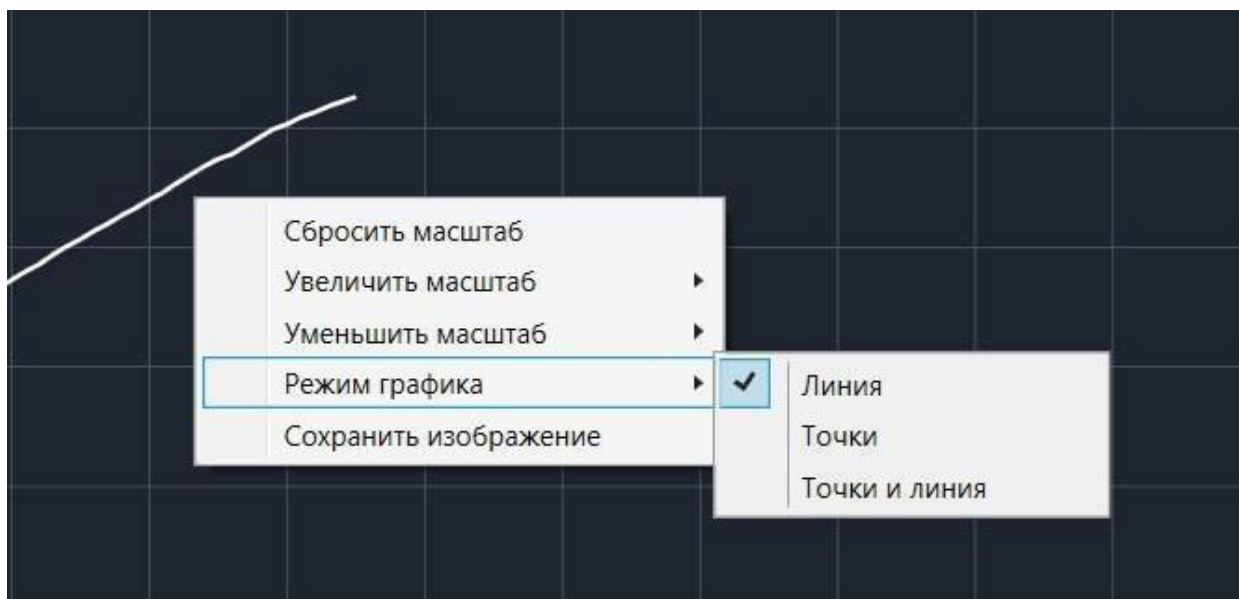 Сбросить масштаб
Увеличить масштаб
Уменьшить масштаб
Режим графика
Сохранить изображение
Линия
Точки
Точки и линия